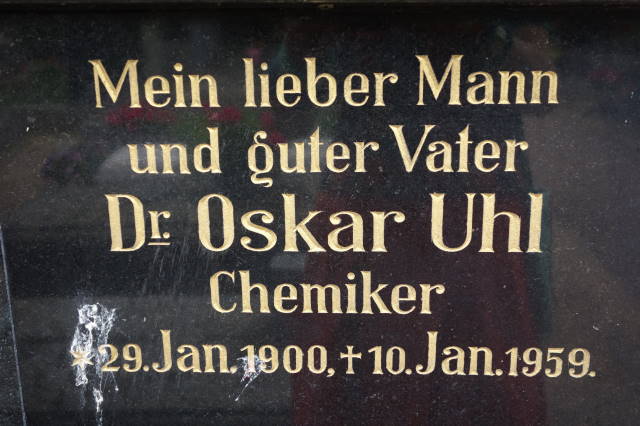 Mein lieber Mann
und guter Vater
Dr. Oskar Uhl
Chemiker
* 29. Jan. 1900, † 10. Jan. 1959.